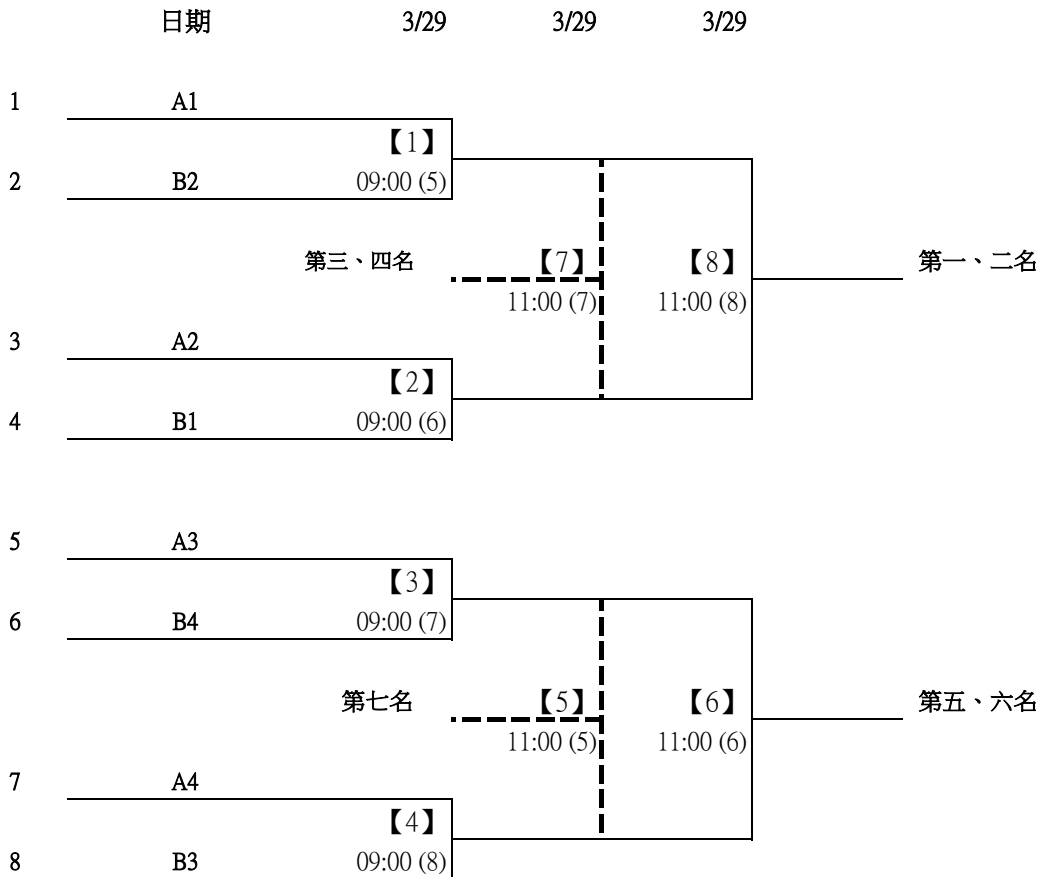 日期 3/29 3/29 3/29
1 A1
【1】
2 B2 09:00 (5)
第三、四名 【7】 【8】 第一、二名
11:00 (7) 11:00 (8)
3 A2
【2】
4 B1 09:00 (6)
5 A3
【3】
6 B4 09:00 (7)
第七名 【5】 【6】 第五、六名
11:00 (5) 11:00 (6)
7 A4
【4】
8 B3 09:00 (8)